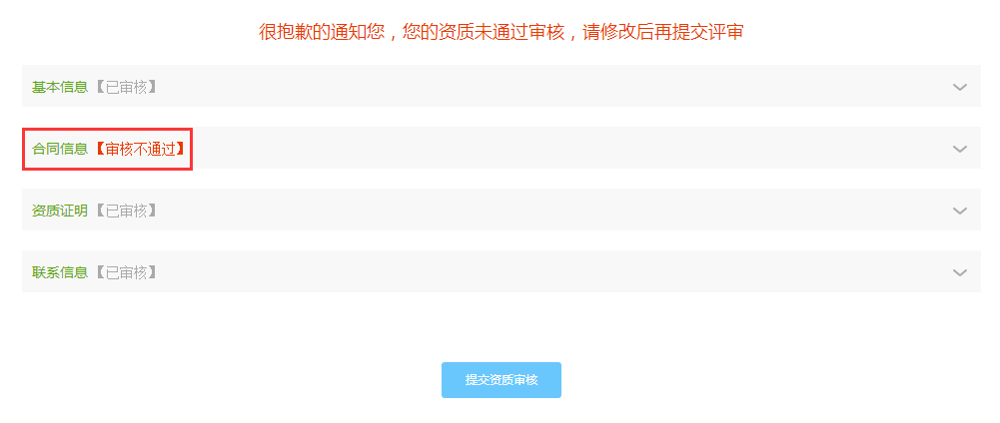 很抱歉的通知您，您的资质未通过审核，请修改后再提交评审
基本信息【已审核】
合同信息【审核不通过】
资质证明【已审核】
联系信息【已审核】
提交资质审核